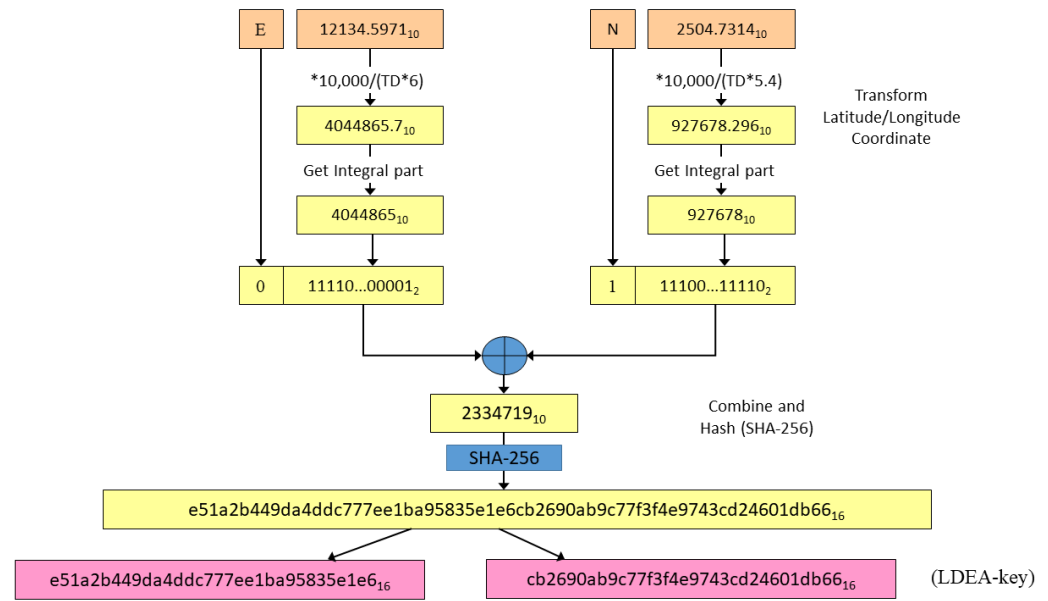 E 12134.5971₁₀ N 2504.7314₁₀
*10,000/(TD*6) *10,000/(TD*5.4)
Transform
Latitude/Longitude
Coordinate
4044865.7₁₀ 927678.296₁₀
Get Integral part Get Integral part
4044865₁₀ 927678₁₀
0 11110...00001₂ 1 11100...11110₂
2334719₁₀
Combine and
Hash (SHA-256)
SHA-256
e51a2b449da4ddc777ee1ba95835e1e6cb2690ab9c77f3f4e9743cd24601db66₁₆
e51a2b449da4ddc777ee1ba95835e1e6₁₆ cb2690ab9c77f3f4e9743cd24601db66₁₆ (LDEA-key)